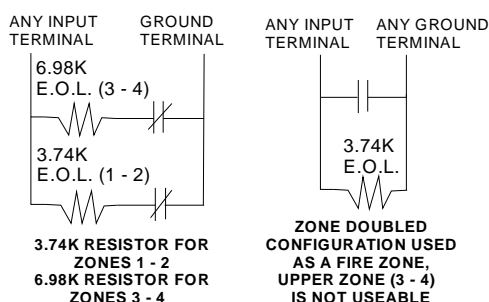 ANY INPUT
TERMINAL
GROUND
TERMINAL
6.98K
E.O.L. (3 - 4)
3.74K
E.O.L. (1 - 2)
3.74K RESISTOR FOR
ZONES 1 - 2
6.98K RESISTOR FOR
ZONES 3 - 4
ANY INPUT
TERMINAL
ANY GROUND
TERMINAL
3.74K
E.O.L.
ZONE DOUBLED
CONFIGURATION USED
AS A FIRE ZONE,
UPPER ZONE (3 - 4)
IS NOT USEABLE